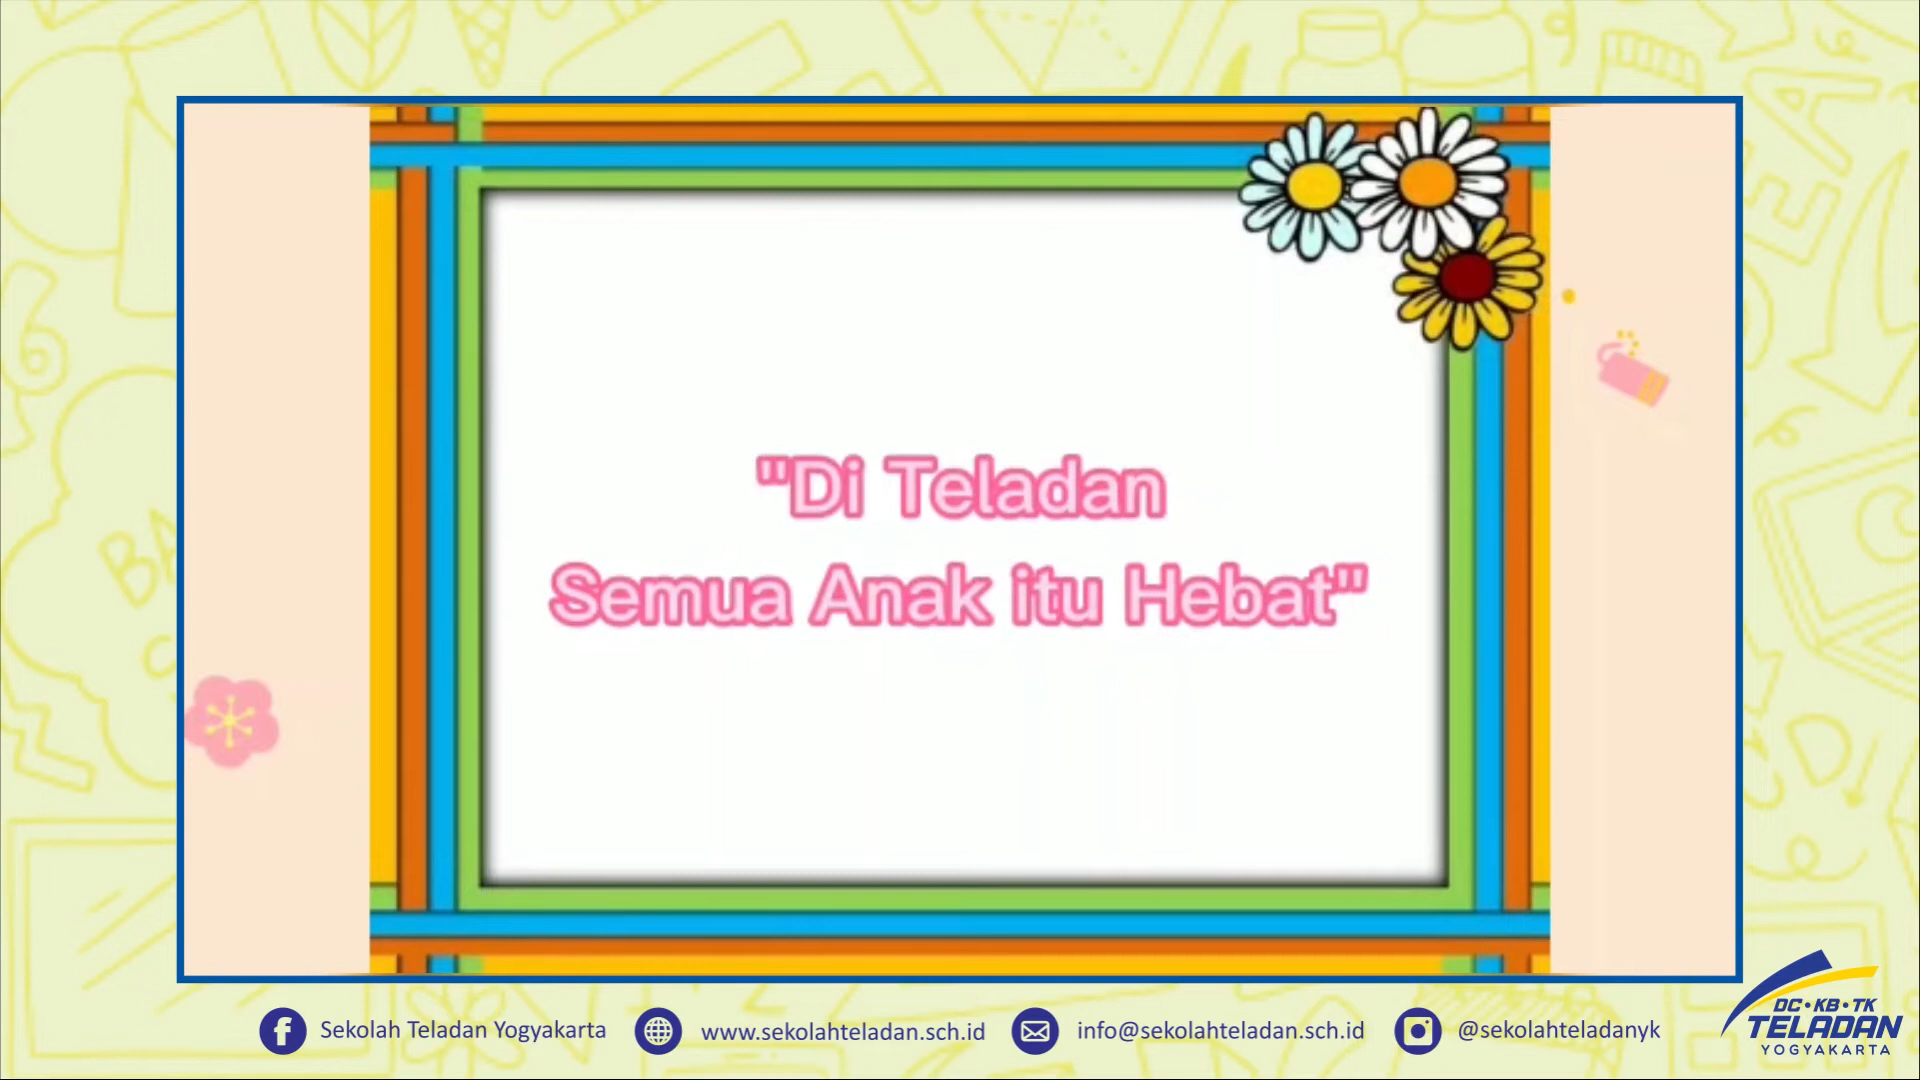 "Di Teladan
Semua Anak itu Hebat"
Sekolah Teladan Yogyakarta
www.sekolahteladan.sch.id
info@sekolahteladan.sch.id
@sekolahteladanyk
DC•KB•TK
TELADAN
YOGYAKARTA